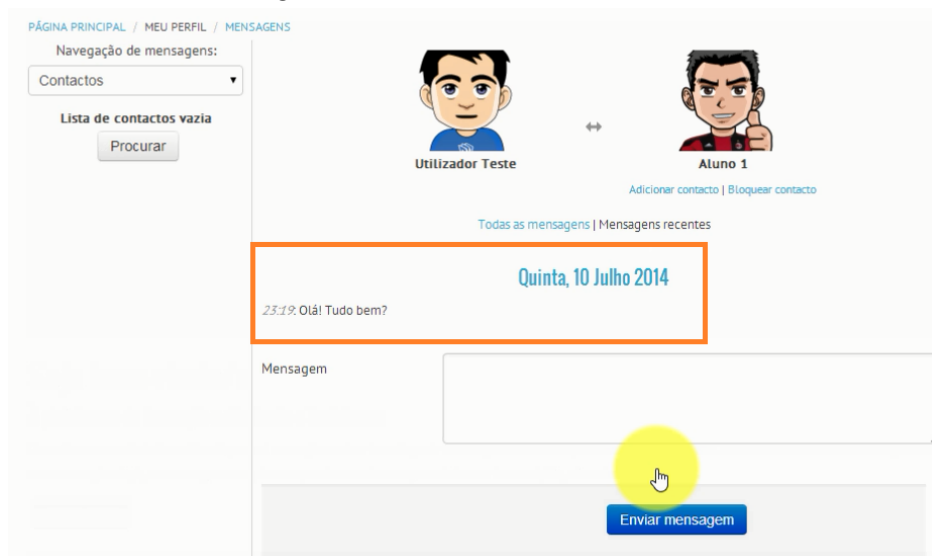 PÁGINA PRINCIPAL / MEU PERFIL / MENSAGENS
Navegação de mensagens:
Contactos
Lista de contactos vazia
Procurar
Utilizador Teste
Aluno 1
Adicionar contacto | Bloquear contacto
Todas as mensagens | Mensagens recentes
Quinta, 10 Julho 2014
23:19: Olá! Tudo bem?
Mensagem
Enviar mensagem